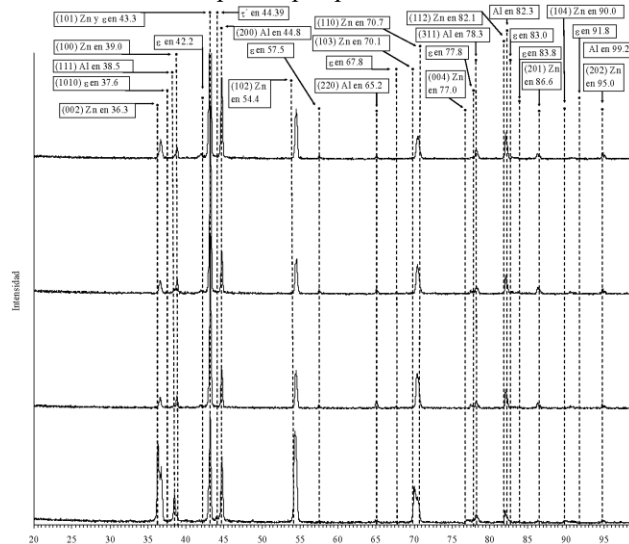 (101) Zn y ε en 43.3
τ´ en 44.39
(100) Zn en 39.0
ε en 42.2
(200) Al en 44.8
ε en 57.5
(111) Al en 38.5
(1010) ε en 37.6
(002) Zn en 36.3
(102) Zn
en 54.4
(110) Zn en 70.7
(103) Zn en 70.1
ε en 67.8
(220) Al en 65.2
(112) Zn en 82.1
(311) Al en 78.3
ε en 77.8
(004) Zn
en 77.0
Al en 82.3
ε en 83.0
ε en 83.8
(201) Zn
en 86.6
(104) Zn en 90.0
ε en 91.8
Al en 99.2
(202) Zn
en 95.0
Intensidad
20 25 30 35 40 45 50 55 60 65 70 75 80 85 90 95